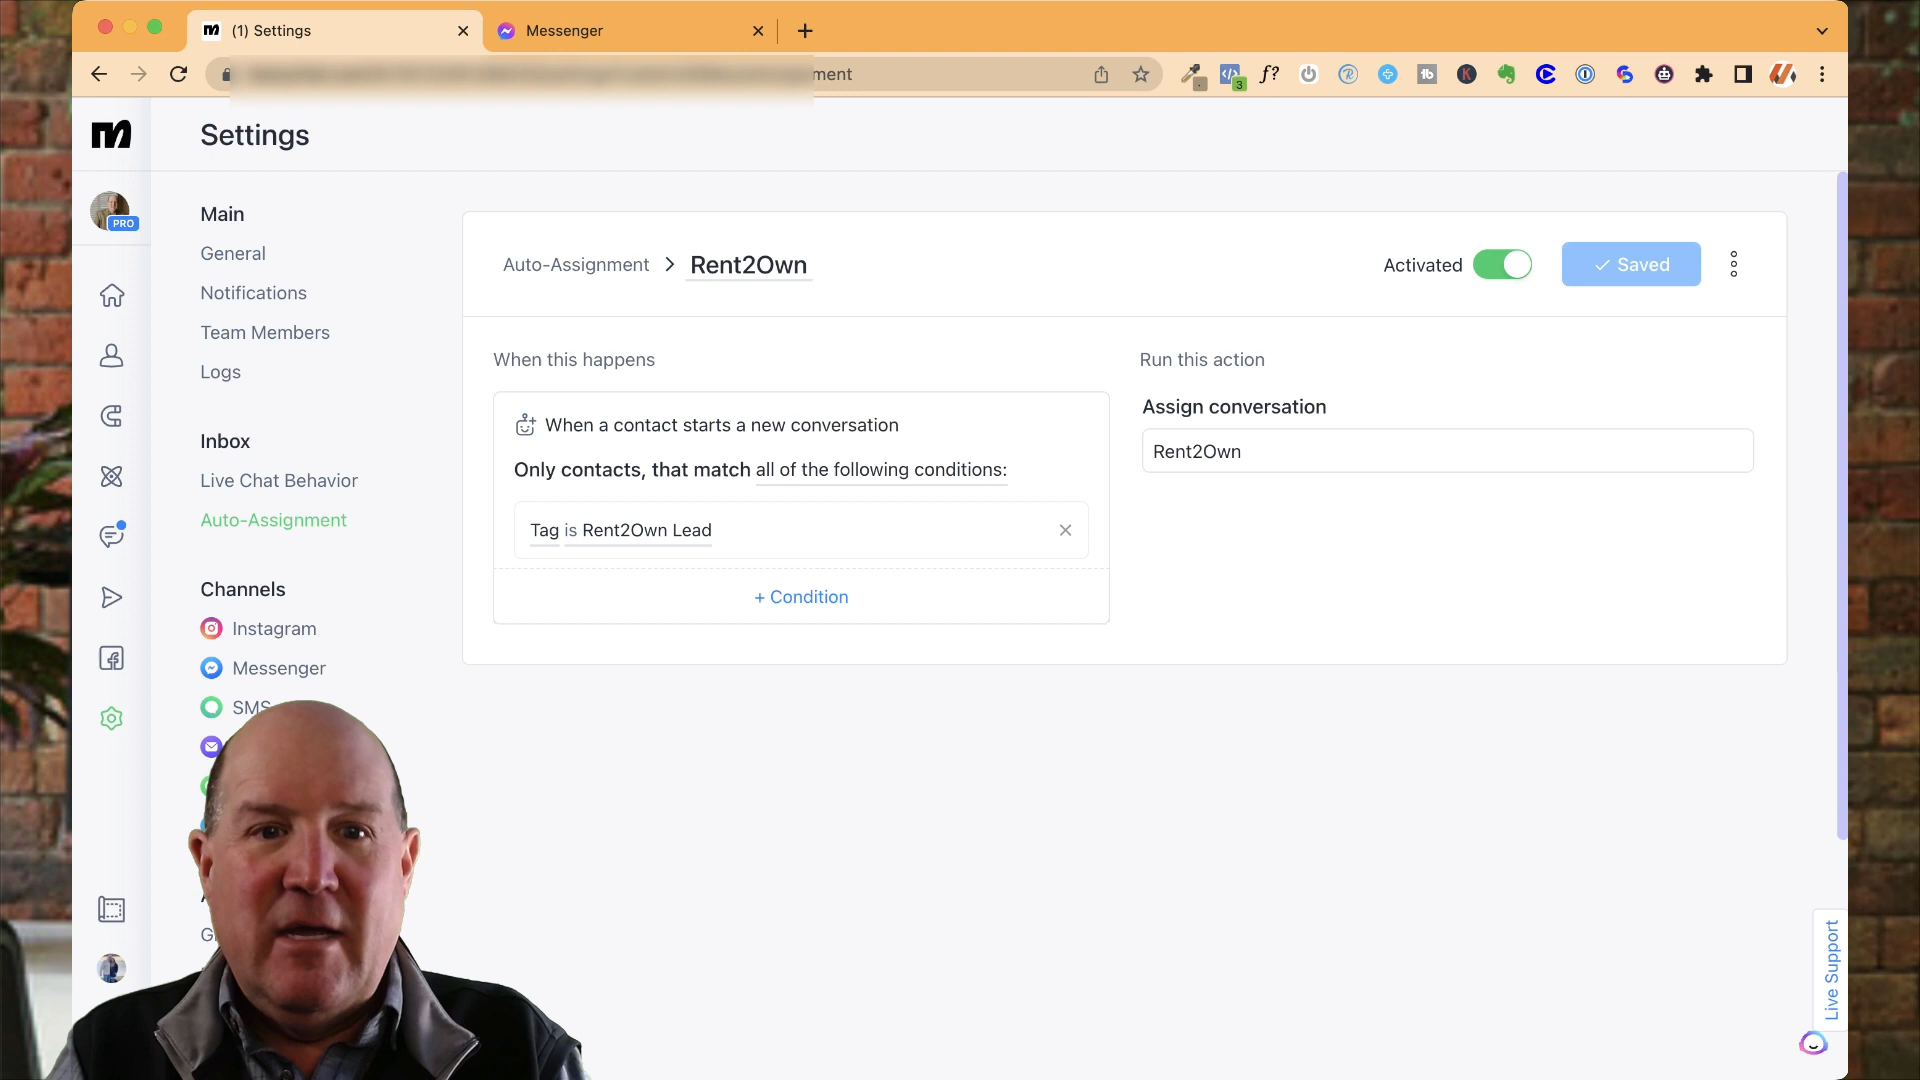 (1) Settings
Messenger
ment
3
f?
Settings
PRO
Main
General
Notifications
Team Members
Logs
Inbox
Live Chat Behavior
Auto-Assignment
Channels
Instagram
Messenger
SMS
Auto-Assignment > Rent2Own
Activated
Saved
When this happens
When a contact starts a new conversation
Only contacts, that match all of the following conditions:
Tag is Rent2Own Lead
+ Condition
Run this action
Assign conversation
Rent2Own
Live Support